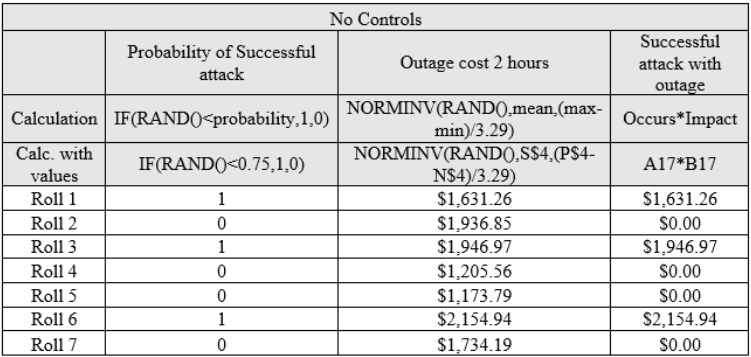 No Controls
Probability of Successful
attack
Outage cost 2 hours
Successful
attack with
outage
Calculation IF(RAND()<probability,1,0) NORMINV(RAND(),mean,(max-
min)/3.29) Occurs*Impact
Calc. with
values IF(RAND()<0.75,1,0) NORMINV(RAND(),S$4,(P$4-
N$4)/3.29) A17*B17
Roll 1 1 $1,631.26 $1,631.26
Roll 2 0 $1,936.85 $0.00
Roll 3 1 $1,946.97 $1,946.97
Roll 4 0 $1,205.56 $0.00
Roll 5 0 $1,173.79 $0.00
Roll 6 1 $2,154.94 $2,154.94
Roll 7 0 $1,734.19 $0.00